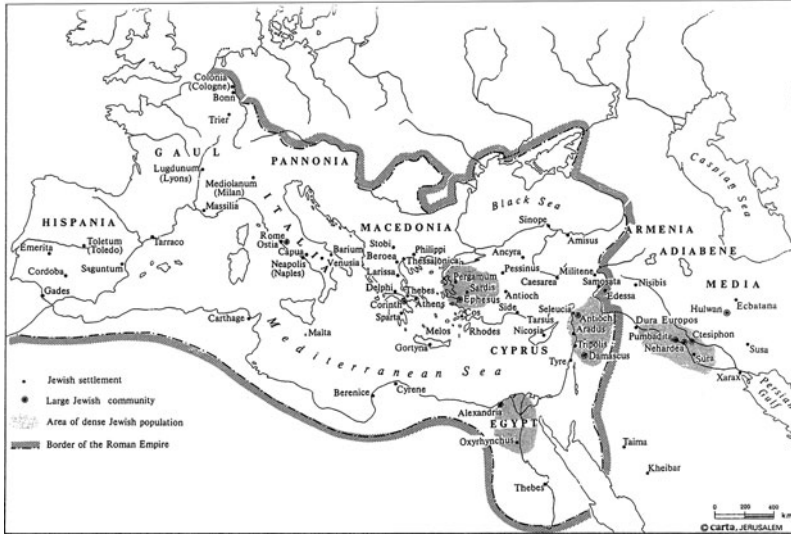 Colonia
(Cologne)
Bonn
Trier
GAUL
PANNONIA
Lugdunum
(Lyons)
Mediolanum
(Milan)
Massilia
ITALIA
HISPANIA
Toletum
(Toledo)
Emerita
Tarraco
Cordoba
Saguntum
Gades
Rome
Ostia
Capua
Neapolis
(Naples)
Barium
Venusia
Carthage
Malta
MACEDONIA
Stobi
Beroea
Philippi
Thessalonica
Larissa
Delphi
Thebes
Corinth
Athens
Sparta
Melos
Gortyna
Pergamum
Sardis
Ephesus
Cos
Rhodes
Black Sea
Sinope
Amisus
Ancyra
Pessinus
Caesarea
Antioch
Side
Tarsus
Nicosia
CYPRUS
Militene
Samosata
Edessa
Nisibis
Seleucia
Antioch
Aradus
Tripolis
Damascus
Tyre
Caspian Sea
ARMENIA
ADIABENE
MEDIA
Ecbatana
Hulwan
Dura Europos
Pumbadita
Ctesiphon
Nehardea
Sura
Susa
Xarax
Persian
Gulf
Mediterranean Sea
Berenice
Cyrene
Alexandria
EGYPT
Oxyrhynchus
Thebes
Taima
Kheibar
Jewish settlement
Large Jewish community
Area of dense Jewish population
Border of the Roman Empire
0 200 400
km
© carta, JERUSALEM